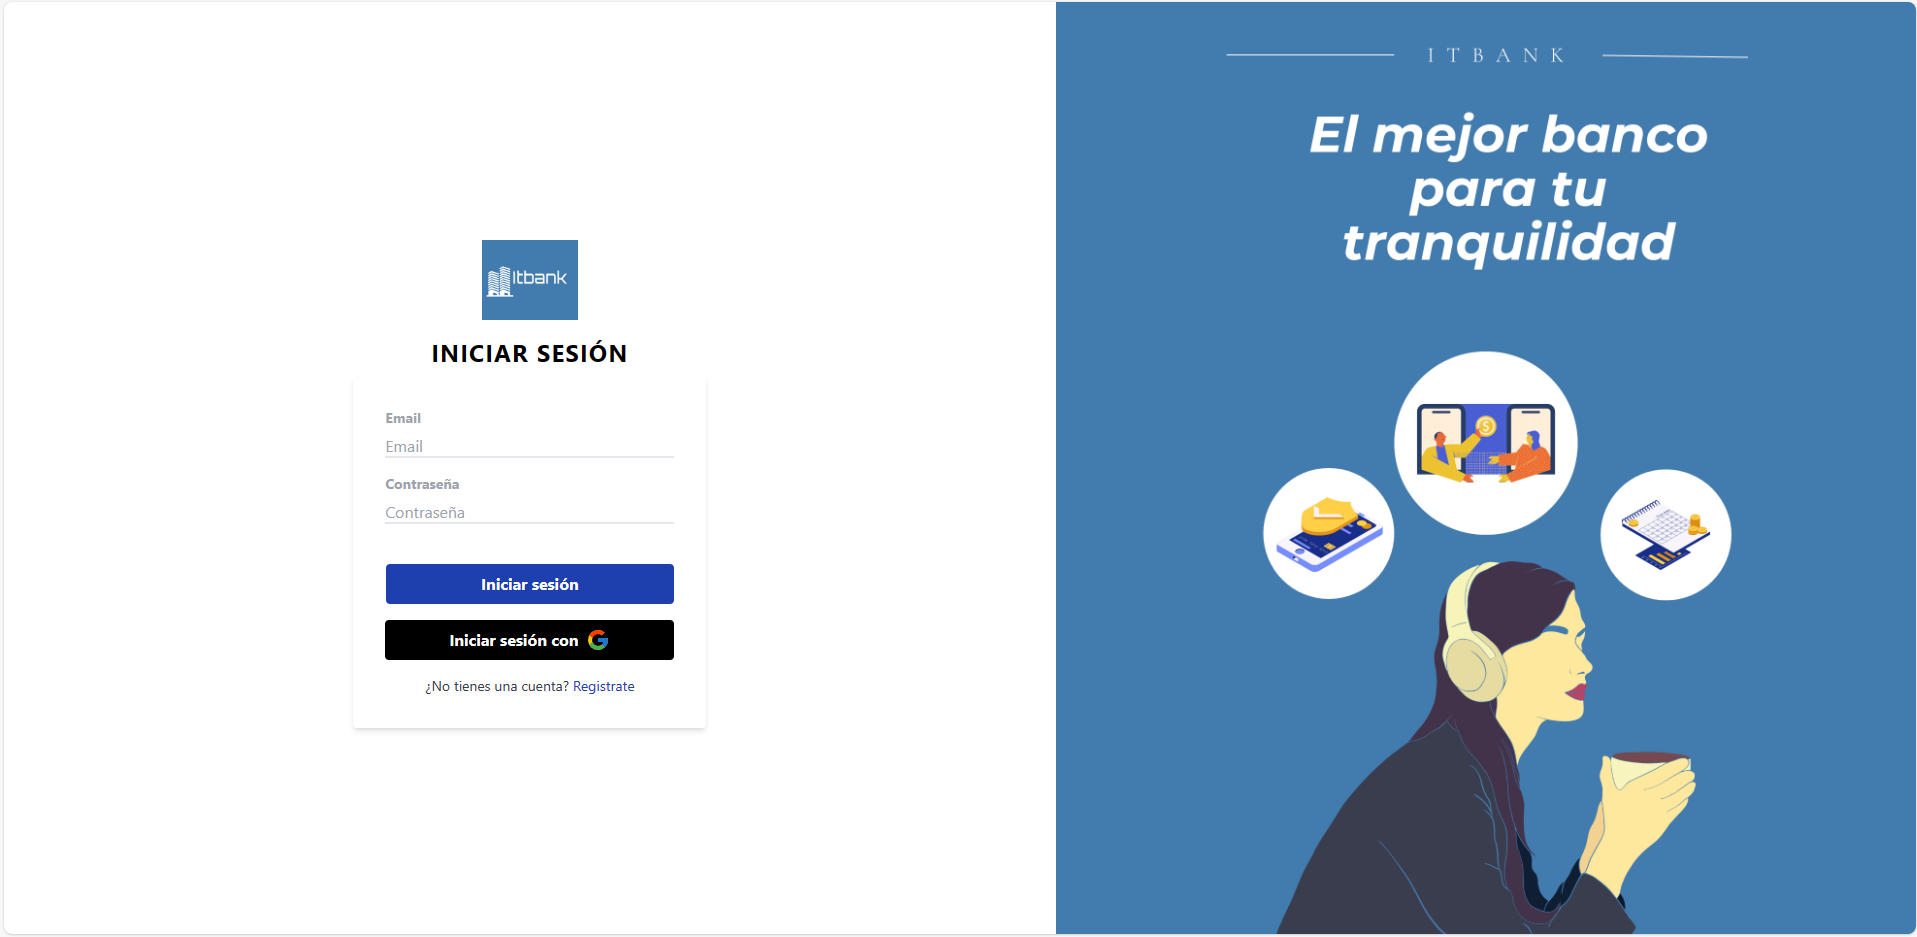 Itbank
INICIAR SESIÓN
Email
Email
Contraseña
Contraseña
Iniciar sesión
Iniciar sesión con
¿No tienes una cuenta? Registrate
ITBANK
El mejor banco
para tu
tranquilidad